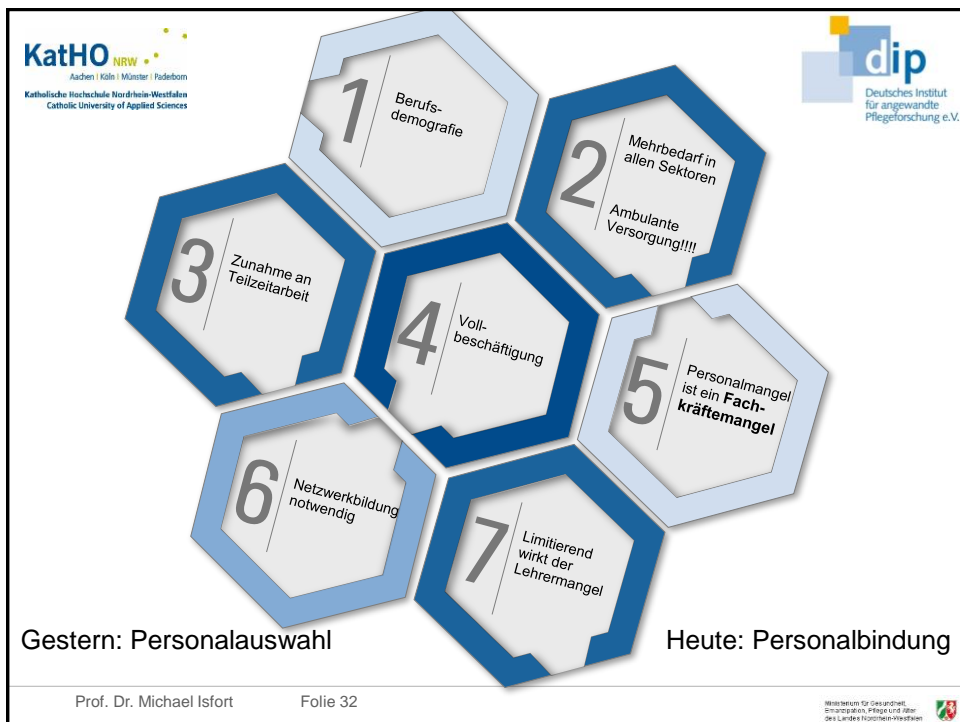 KatHO NRW
Aachen | Köln | Münster | Paderborn
Katholische Hochschule Nordrhein-Westfalen
Catholic University of Applied Sciences
dip
Deutsches Institut
für angewandte
Pflegeforschung e.V.
1
Berufs-
demografie
2
Mehrbedarf in
allen Sektoren
Ambulante
Versorgung!!!!
3
Zunahme an
Teilzeitarbeit
4
Voll-
beschäftigung
5
Personalmangel
ist ein Fach-
kräftemangel
6
Netzwerkbildung
notwendig
7
Limitierend
wirkt der
Lehrermangel
Gestern: Personalauswahl
Heute: Personalbindung
Prof. Dr. Michael Isfort
Folie 32
Ministerium für Gesundheit,
Emanzipation, Pflege und Alter
des Landes Nordrhein-Westfalen